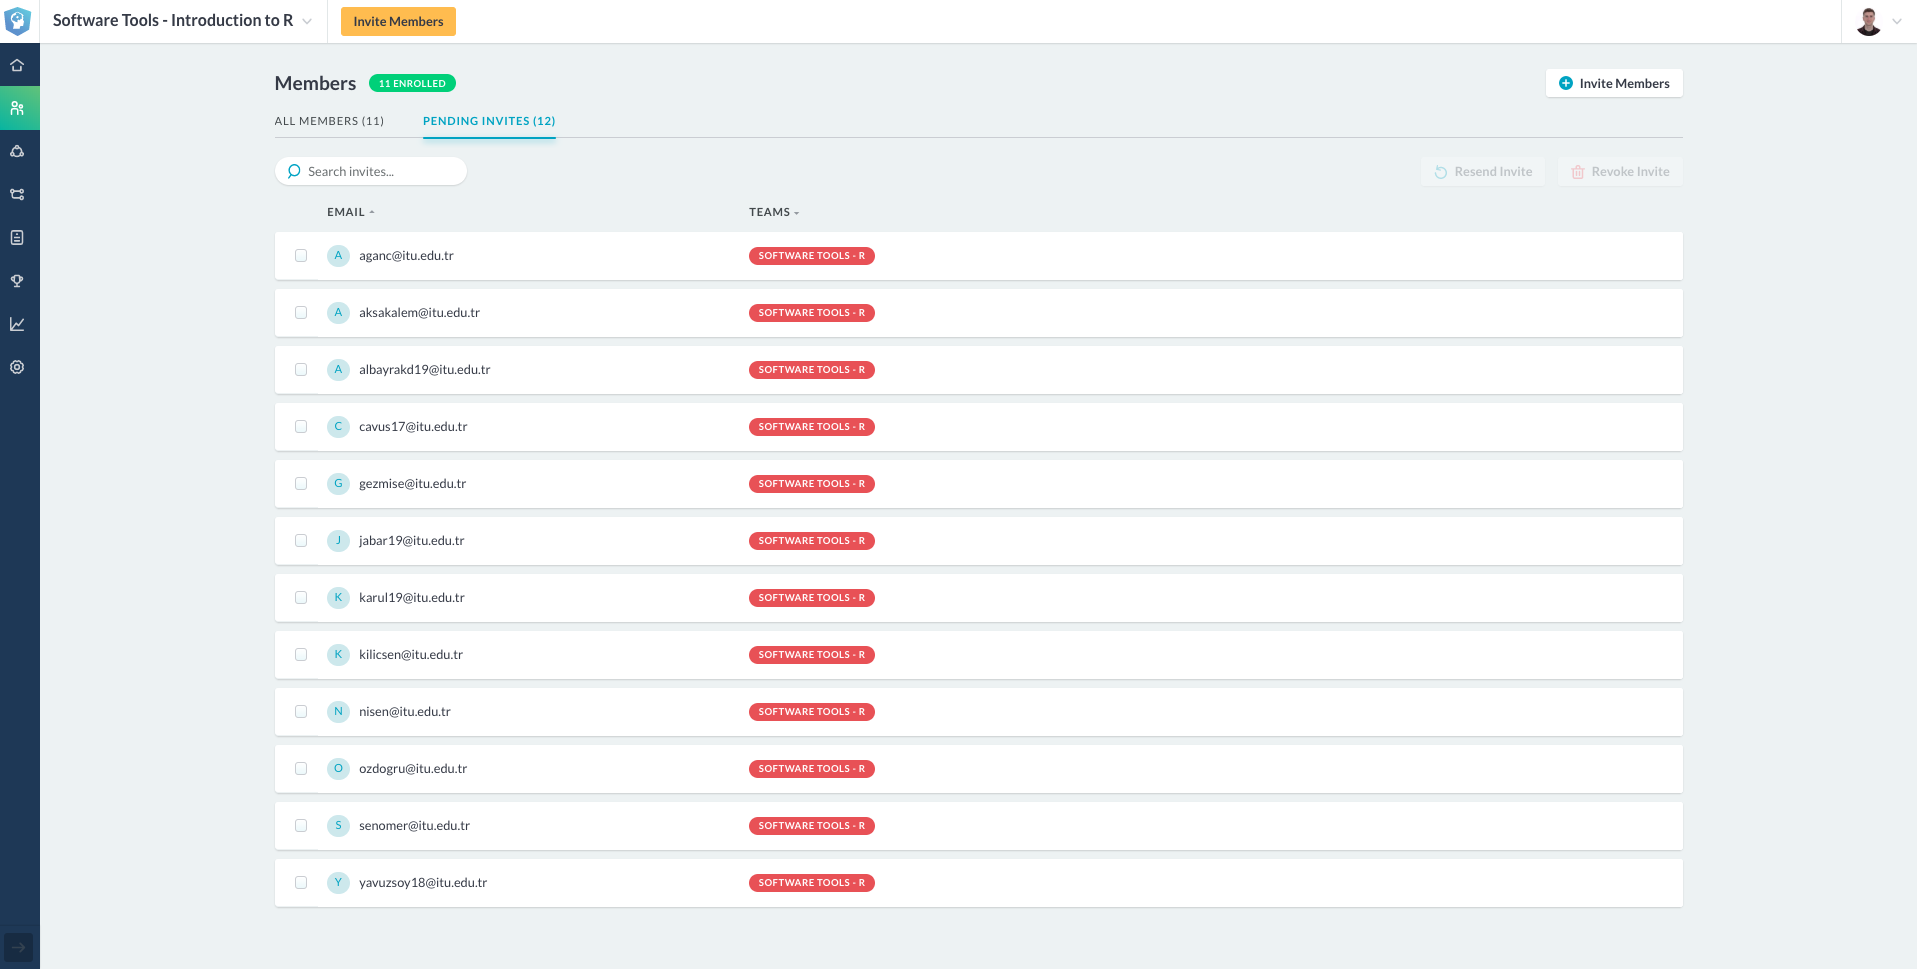 Software Tools - Introduction to R
Invite Members
Members
11 ENROLLED
Invite Members
ALL MEMBERS (11)
PENDING INVITES (12)
Search invites...
Resend Invite
Revoke Invite
EMAIL
TEAMS
A aganc@itu.edu.tr SOFTWARE TOOLS - R
A aksakalem@itu.edu.tr SOFTWARE TOOLS - R
A albayrakd19@itu.edu.tr SOFTWARE TOOLS - R
C cavus17@itu.edu.tr SOFTWARE TOOLS - R
G gezmise@itu.edu.tr SOFTWARE TOOLS - R
J jabar19@itu.edu.tr SOFTWARE TOOLS - R
K karul19@itu.edu.tr SOFTWARE TOOLS - R
K kilicsen@itu.edu.tr SOFTWARE TOOLS - R
N nisen@itu.edu.tr SOFTWARE TOOLS - R
O ozdogru@itu.edu.tr SOFTWARE TOOLS - R
S senomer@itu.edu.tr SOFTWARE TOOLS - R
Y yavuzsoy18@itu.edu.tr SOFTWARE TOOLS - R